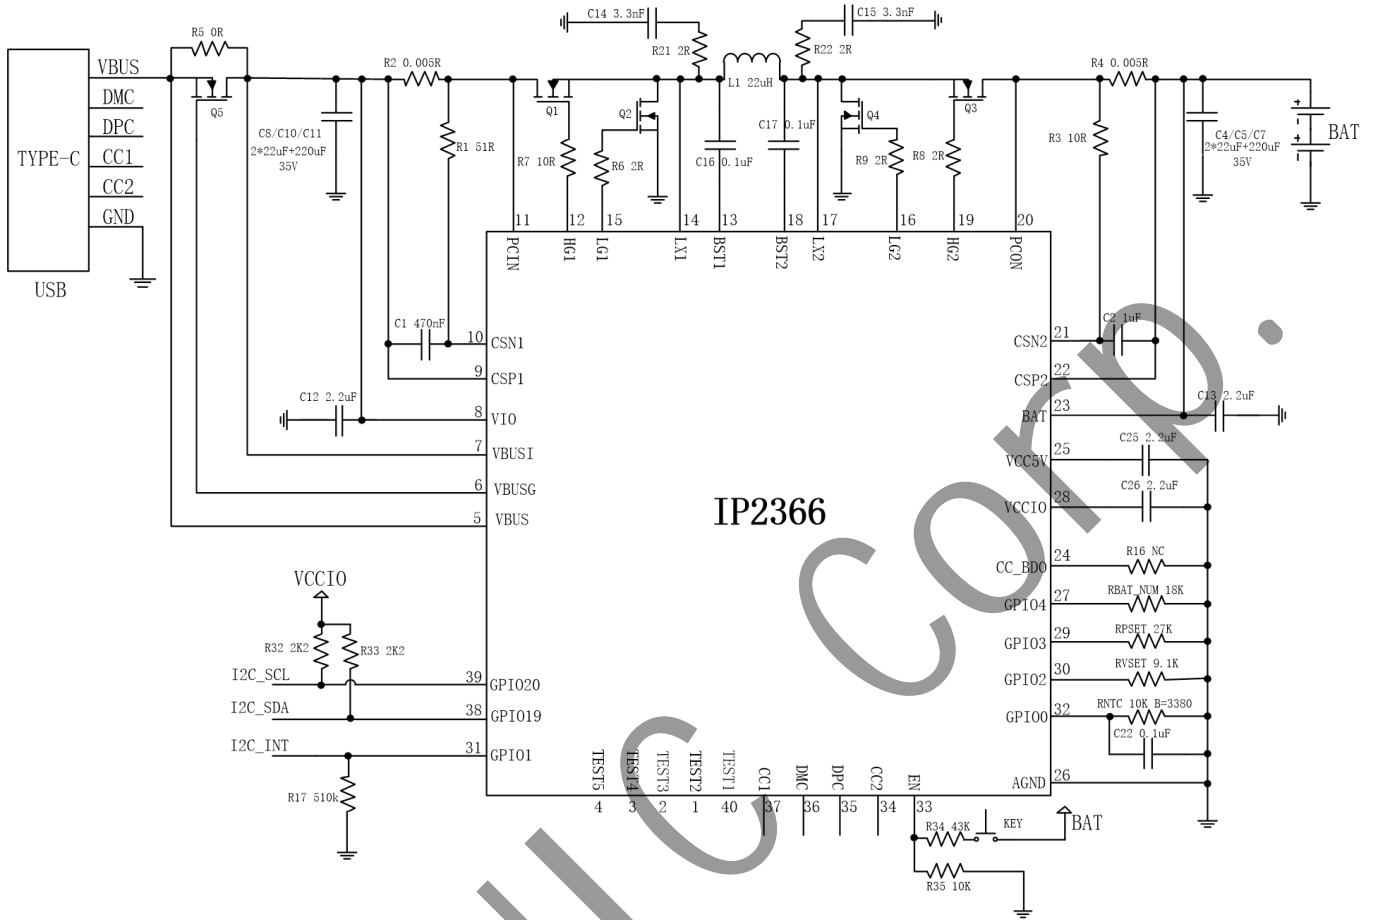 C14 3.3nF
C15 3.3nF
R5 0R
R21 2R
R22 2R
VBUS
R2 0.005R
R4 0.005R
L1 22uH
DMC
DPC
TYPE-C
CC1
CC2
GND
USB
Q5
Q1
Q2
Q4
Q3
C8/C10/C11
2*22uF+220uF
35V
R1 51R
R7 10R
R6 2R
C16 0.1uF
C17 0.1uF
R9 2R
R8 2R
R3 10R
C4/C5/C7
2*22uF+220uF
35V
BAT
11
12
15
14
13
18
17
16
19
20
PCIN
HG1
LG1
LX1
BST1
BST2
LX2
LG2
HG2
PCON
C1 470nF
10
CSN1
9
CSP1
C12 2.2uF
8
VIO
7
VBUSI
6
VBUSG
5
VBUS
IP2366
CSN2
21
C2 1uF
CSP2
22
BAT
23
C13 2.2uF
VCC5V
25
C25 2.2uF
VCCIO
28
C26 2.2uF
CC_BDO
24
R16 NC
GPIO4
27
RBAT_NUM 18K
GPIO3
29
RPSET 27K
GPIO2
30
RVSET 9.1K
GPIO0
32
RNTC 10K B=3380
C22 0.1uF
AGND
26
VCCIO
R32 2K2
R33 2K2
I2C_SCL
39
GPIO20
I2C_SDA
38
GPIO19
I2C_INT
31
GPIO1
R17 510k
TEST5
TEST4
TEST3
TEST2
TEST1
CC1
DMC
DPC
CC2
EN
4
3
2
1
40
37
36
35
34
33
R34 43K
KEY
BAT
R35 10K
Corp.